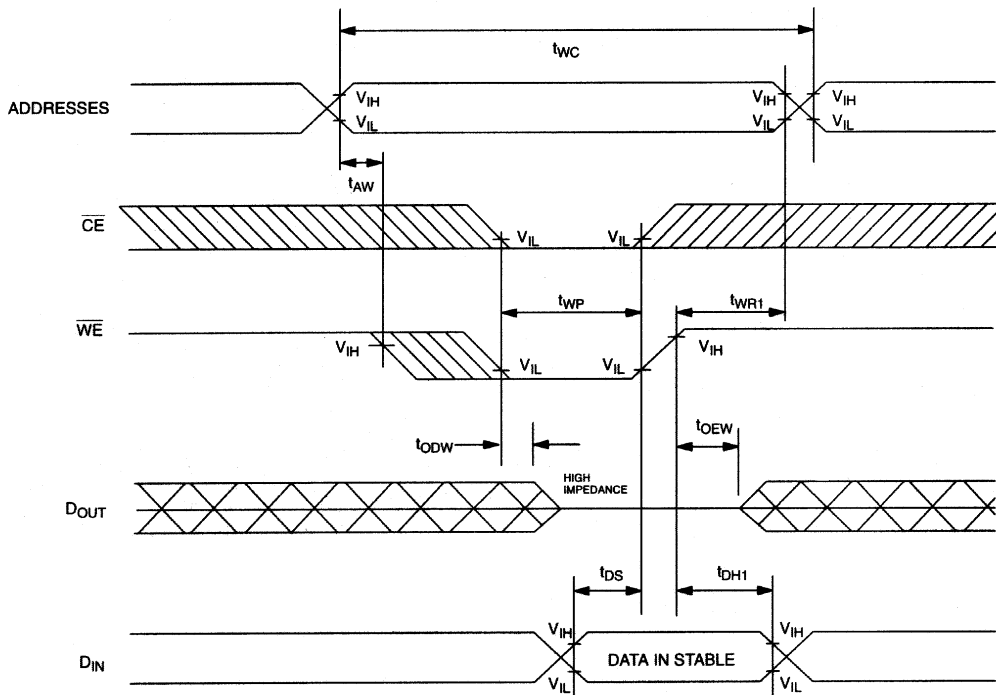 tWC
ADDRESSES
VIH VIH VIH
VIL VIL VIL
tAW
CE
VIL VIL
tWP tWR1
WE
VIH VIH
VIL VIL
tODW tOEW
HIGH
IMPEDANCE
DOUT
tDS tDH1
VIH VIH
DIN DATA IN STABLE
VIL VIL